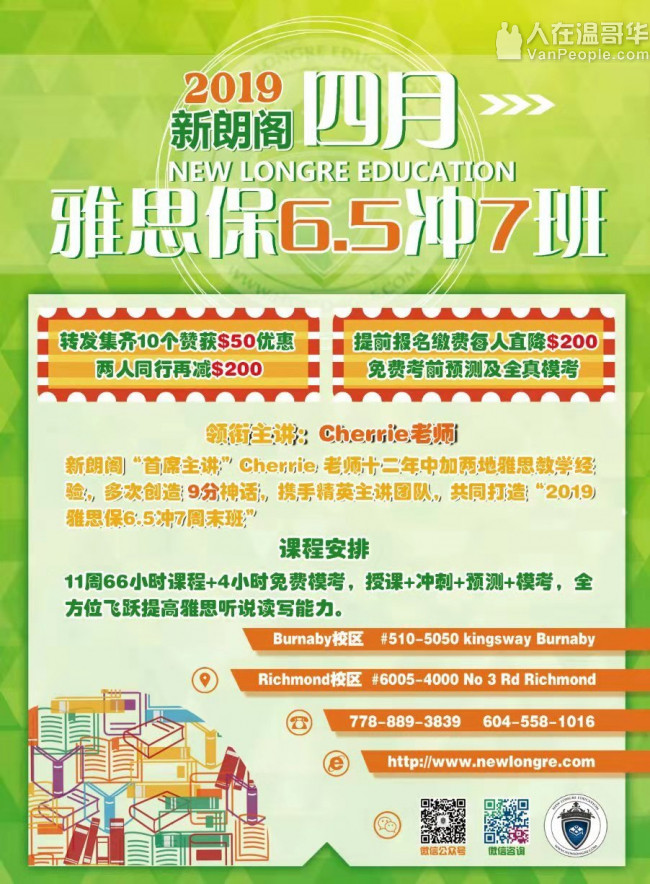 人在温哥华
VanPeople.com
2019
新朗阁
四月
NEW LONGRE EDUCATION
雅思保6.5冲7班
转发集齐10个赞获$50优惠
两人同行再减$200
提前报名缴费每人直降$200
免费考前预测及全真模考
领衔主讲：Cherrie老师
新朗阁“首席主讲”Cherrie 老师十二年中加两地雅思教学经
验，多次创造 9分神话，携手精英主讲团队，共同打造“2019
雅思保6.5冲7周末班”
课程安排
11周66小时课程+4小时免费模考，授课+冲刺+预测+模考，全
方位飞跃提高雅思听说读写能力。
Burnaby校区 #510-5050 kingsway Burnaby
Richmond校区 #6005-4000 No 3 Rd Richmond
778-889-3839 604-558-1016
http://www.newlongre.com
微信公众号
微信咨询
NEW LONGRE EDUCATION